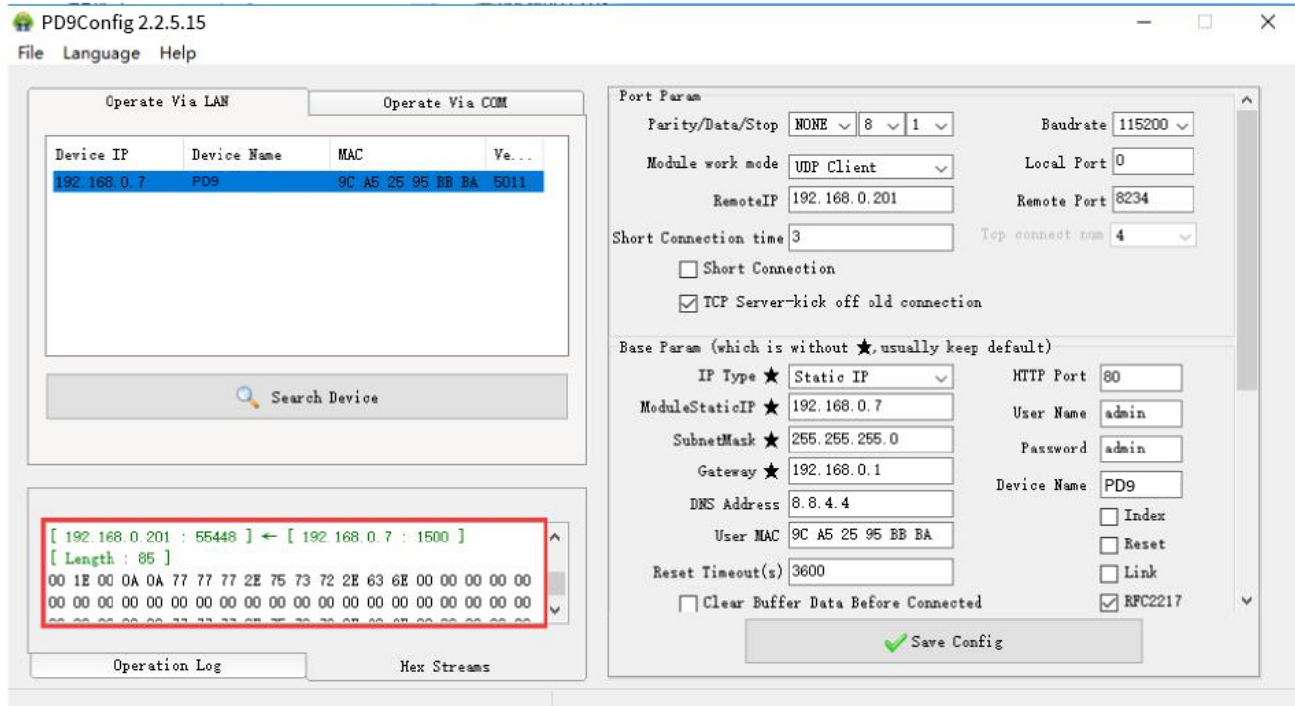 PD9Config 2.2.5.15
File Language Help
Operate Via LAN
Operate Via COM
Device IP Device Name MAC Ve...
192.168.0.7 PD9 9C A5 25 95 BB BA 5011
Search Device
[ 192.168.0.201 : 55448 ] ← [ 192.168.0.7 : 1500 ]
[ Length : 85 ]
00 1E 00 0A 0A 77 77 77 2E 75 73 72 2E 63 6E 00 00 00 00 00
00 00 00 00 00 00 00 00 00 00 00 00 00 00 00 00 00 00 00 00
Operation Log
Hex Streams
Port Param
Parity/Data/Stop NONE 8 1 Baudrate 115200
Module work mode UDP Client Local Port 0
RemoteIP 192.168.0.201 Remote Port 8234
Short Connection time 3 Tcp connect num 4
Short Connection
TCP Server-kick off old connection
Base Param (which is without ★,usually keep default)
IP Type ★ Static IP HTTP Port 80
ModuleStaticIP ★ 192.168.0.7 User Name admin
SubnetMask ★ 255.255.255.0 Password admin
Gateway ★ 192.168.0.1 Device Name PD9
DNS Address 8.8.4.4 Index
User MAC 9C A5 25 95 BB BA Reset
Reset Timeout(s) 3600 Link
Clear Buffer Data Before Connected RFC2217
Save Config